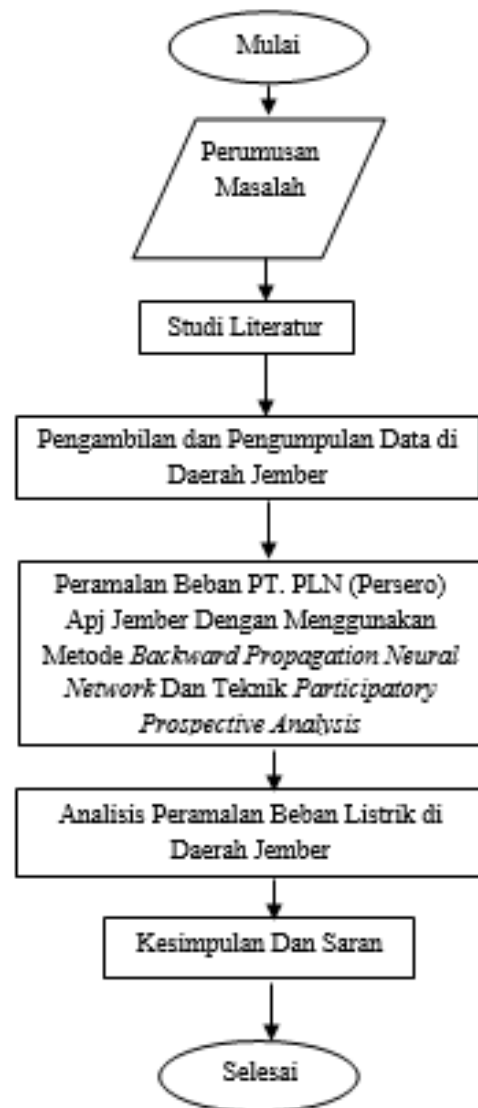 Mulai
Perumusan
Masalah
Studi Literatur
Pengambilan dan Pengumpulan Data di
Daerah Jember
Peramalan Beban PT. PLN (Persero)
Apj Jember Dengan Menggunakan
Metode Backward Propagation Neural
Network Dan Teknik Participatory
Prospective Analysis
Analisis Peramalan Beban Listrik di
Daerah Jember
Kesimpulan Dan Saran
Selesai